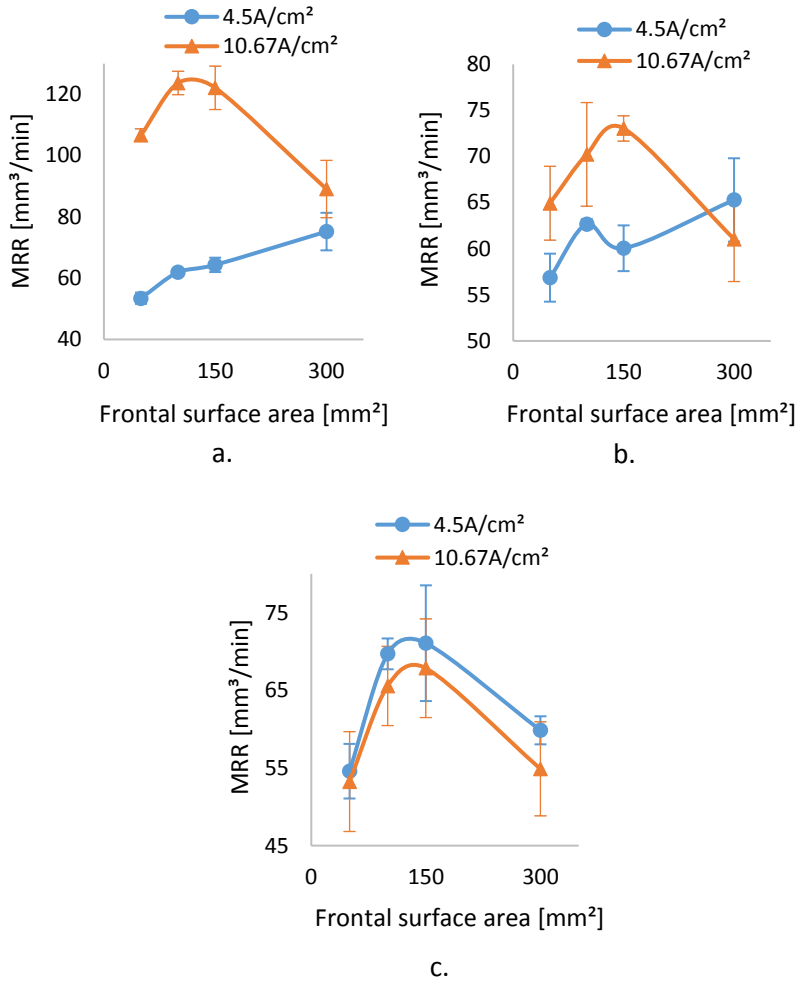 4.5A/cm²
10.67A/cm²
MRR [mm³/min]
120
100
80
60
40
0
150
300
Frontal surface area [mm²]
a.
4.5A/cm²
10.67A/cm²
MRR [mm³/min]
80
75
70
65
60
55
50
0
150
300
Frontal surface area [mm²]
b.
4.5A/cm²
10.67A/cm²
MRR [mm³/min]
75
65
55
45
0
150
300
Frontal surface area [mm²]
c.